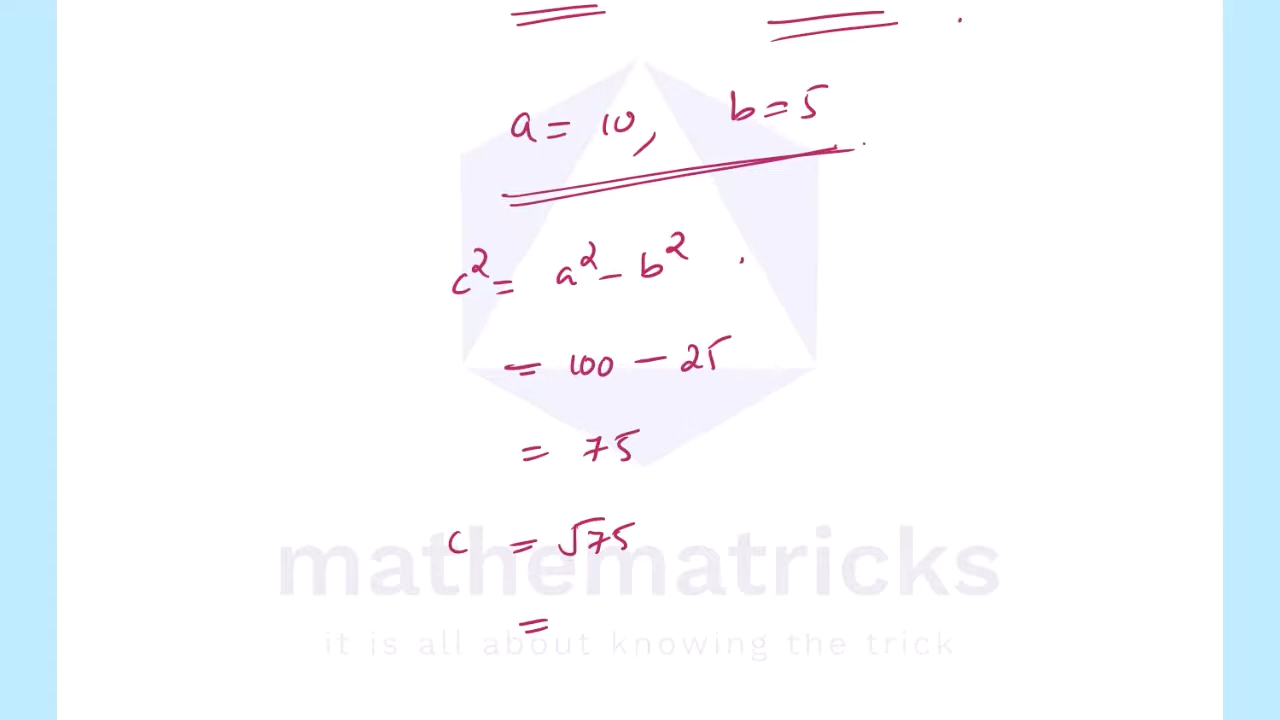 a = 10, b = 5
c² = a² - b²
= 100 - 25
= 75
c = √75
=
mathematricks
it is all about knowing the trick